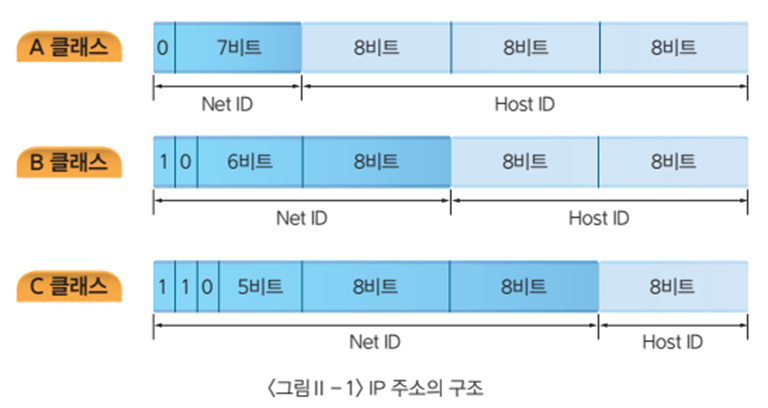 A 클래스
0 7비트 8비트 8비트 8비트
Net ID Host ID
B 클래스
1 0 6비트 8비트 8비트 8비트
Net ID Host ID
C 클래스
1 1 0 5비트 8비트 8비트 8비트
Net ID Host ID
〈그림Ⅱ-1〉 IP 주소의 구조